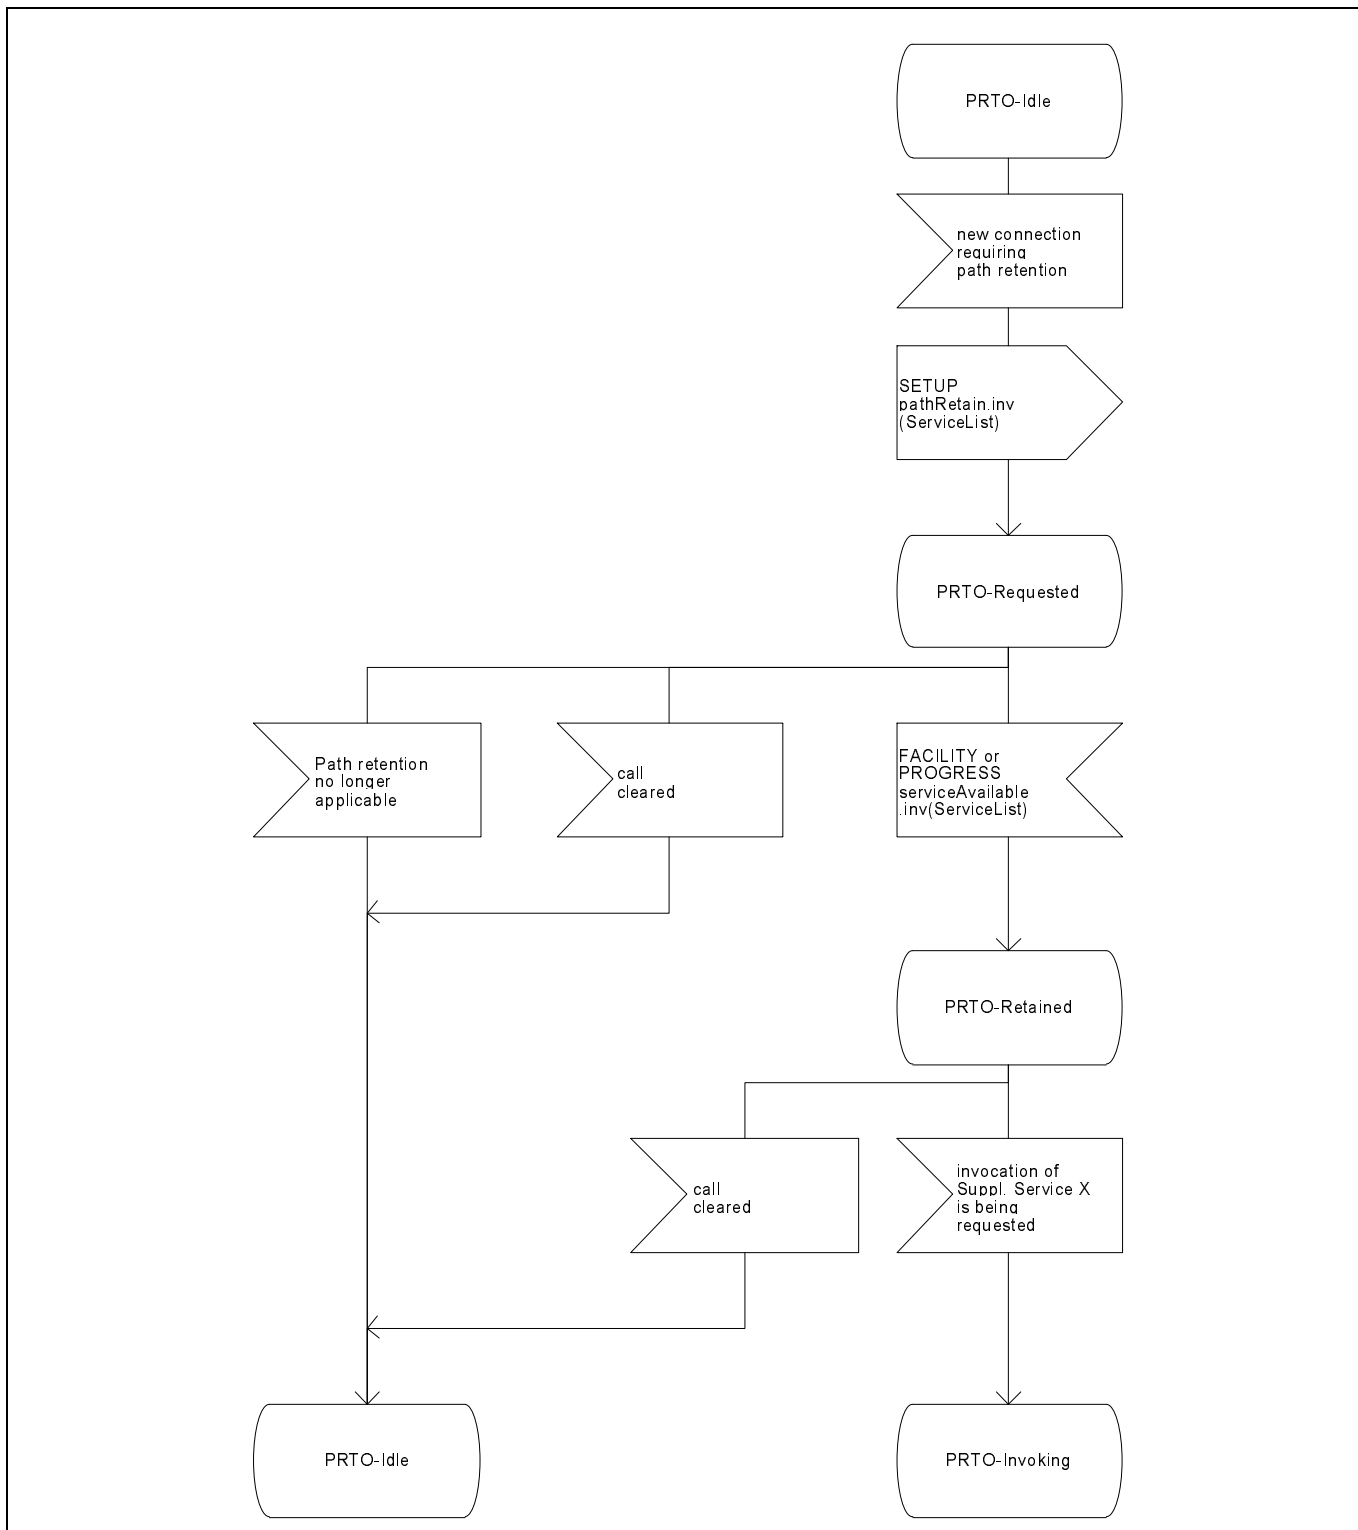 PRTO-Idle
new connection
requiring
path retention
SETUP
pathRetain.inv
(ServiceList)
PRTO-Requested
Path retention
no longer
applicable
call
cleared
FACILITY or
PROGRESS
serviceAvailable
.inv(ServiceList)
PRTO-Retained
call
cleared
invocation of
Suppl. Service X
is being
requested
PRTO-Idle
PRTO-Invoking